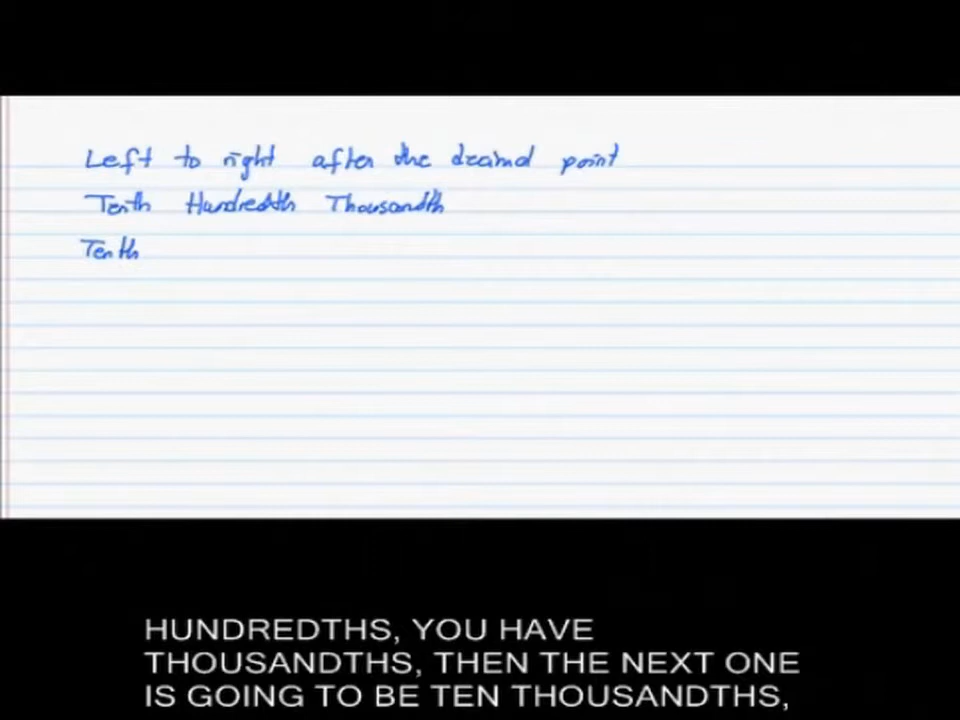 Left to right after the decimal point
Tenth Hundredth Thousandth
Tenth
HUNDREDTHS, YOU HAVE
THOUSANDTHS, THEN THE NEXT ONE
IS GOING TO BE TEN THOUSANDTHS,